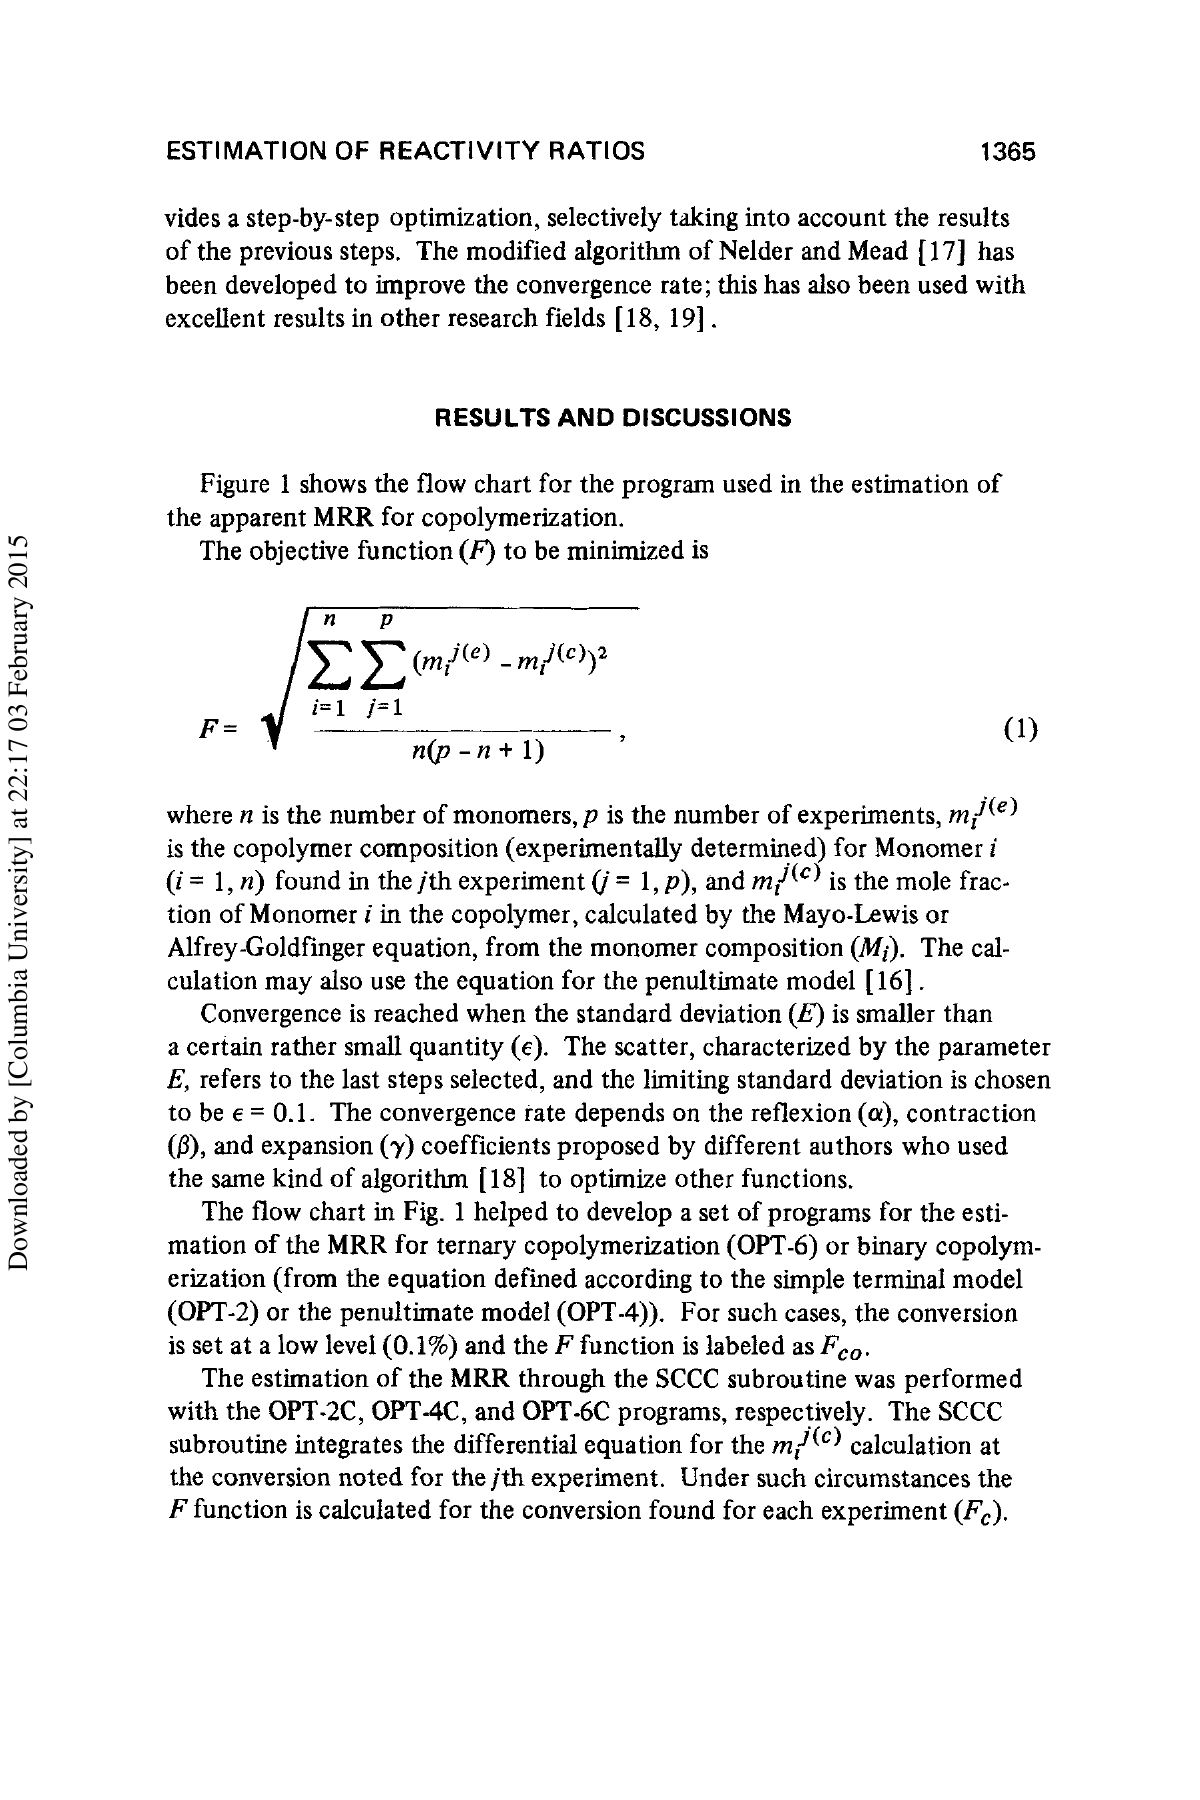 ESTIMATION OF REACTIVITY RATIOS 1365
vides a step-by-step optimization, selectively taking into account the results
of the previous steps. The modified algorithm of Nelder and Mead [17] has
been developed to improve the convergence rate; this has also been used with
excellent results in other research fields [18, 19].
RESULTS AND DISCUSSIONS
Figure 1 shows the flow chart for the program used in the estimation of
the apparent MRR for copolymerization.
The objective function (F) to be minimized is
F = √( ∑_{i=1}^{n} ∑_{j=1}^{p} (m_i^{j(e)} - m_i^{j(c)})² / n(p - n + 1) ), (1)
where n is the number of monomers, p is the number of experiments, m_i^{j(e)}
is the copolymer composition (experimentally determined) for Monomer i
(i = 1, n) found in the jth experiment (j = 1, p), and m_i^{j(c)} is the mole frac-
tion of Monomer i in the copolymer, calculated by the Mayo-Lewis or
Alfrey-Goldfinger equation, from the monomer composition (M_i). The cal-
culation may also use the equation for the penultimate model [16].
Convergence is reached when the standard deviation (E) is smaller than
a certain rather small quantity (ϵ). The scatter, characterized by the parameter
E, refers to the last steps selected, and the limiting standard deviation is chosen
to be ϵ = 0.1. The convergence rate depends on the reflexion (α), contraction
(β), and expansion (γ) coefficients proposed by different authors who used
the same kind of algorithm [18] to optimize other functions.
The flow chart in Fig. 1 helped to develop a set of programs for the esti-
mation of the MRR for ternary copolymerization (OPT-6) or binary copolym-
erization (from the equation defined according to the simple terminal model
(OPT-2) or the penultimate model (OPT-4)). For such cases, the conversion
is set at a low level (0.1%) and the F function is labeled as F_{co}.
The estimation of the MRR through the SCCC subroutine was performed
with the OPT-2C, OPT-4C, and OPT-6C programs, respectively. The SCCC
subroutine integrates the differential equation for the m_i^{j(c)} calculation at
the conversion noted for the jth experiment. Under such circumstances the
F function is calculated for the conversion found for each experiment (F_c).
Downloaded by [Columbia University] at 22:17 03 February 2015